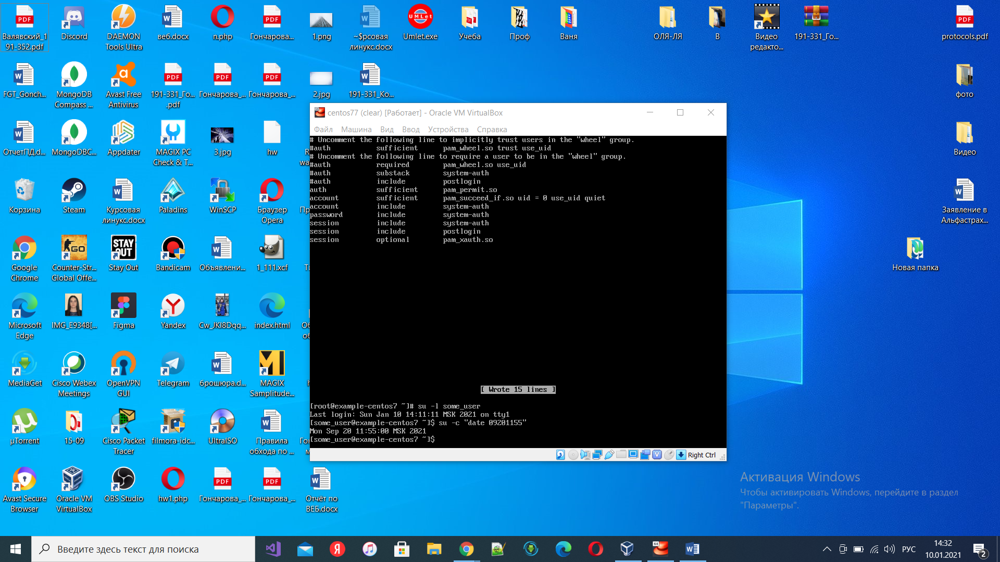 Валявский_1
91-352.pdf
Discord
DAEMON
Tools Ultra
веб.docx
n.php
Гончарова...
1.png
~$рсовая
линукс.docx
Umlet.exe
Учеба
Проф
Ваня
ОЛЯ-ЛЯ
В
Видео
редакто...
191-331_Го...
protocols.pdf
FGT_Gonch...
MongoDB
Compass ...
Avast Free
Antivirus
191-331_Го...
.pdf
Гончарова_...
Гончарова_...
2.jpg
191-331_Ко...
фото
ОтчетПД.d...
MongoDBC...
Appdater
MAGIX PC
Check & T...
3.jpg
hw
Видео
Корзина
Steam
Курсовая
линукс.docx
Paladins
WinSCP
Браузер
Opera
Заявление в
Альфастрах...
Google
Chrome
Counter-Str...
Global Offe...
Stay Out
Bandicam
Объявлени...
1_111.xcf
Новая папка
Microsoft
Edge
IMG_E9348[...
Figma
Yandex
Cw_JKI8Dqq...
index.html
MediaGet
Cisco Webex
Meetings
OpenVPN
GUI
Telegram
брошюра.d...
MAGIX
Samplitude...
µTorrent
15-09
Cisco Packet
Tracer
filmora-idc...
UltraISO
Правила
обхода по ...
Avast Secure
Browser
Oracle VM
VirtualBox
OBS Studio
hw1.php
Гончарова_...
Гончарова_...
Отчёт по
ВЕБ.docx
centos77 (clear) [Работает] - Oracle VM VirtualBox
Файл Машина Вид Ввод Устройства Справка
# Uncomment the following line to implicitly trust users in the "wheel" group.
#auth sufficient pam_wheel.so trust use_uid
# Uncomment the following line to require a user to be in the "wheel" group.
#auth required pam_wheel.so use_uid
#auth substack system-auth
#auth include postlogin
auth sufficient pam_permit.so
account sufficient pam_succeed_if.so uid = 0 use_uid quiet
account include system-auth
password include system-auth
session include system-auth
session include postlogin
session optional pam_xauth.so
[ Wrote 15 lines ]
[root@example-centos7 ~]# su -l some_user
Last login: Sun Jan 10 14:11:11 MSK 2021 on tty1
[some_user@example-centos7 ~]$ su -c "date 09201155"
Mon Sep 20 11:55:00 MSK 2021
[some_user@example-centos7 ~]$
Right Ctrl
Активация Windows
Чтобы активировать Windows, перейдите в раздел
"Параметры".
Введите здесь текст для поиска
РУС
14:32
10.01.2021
2